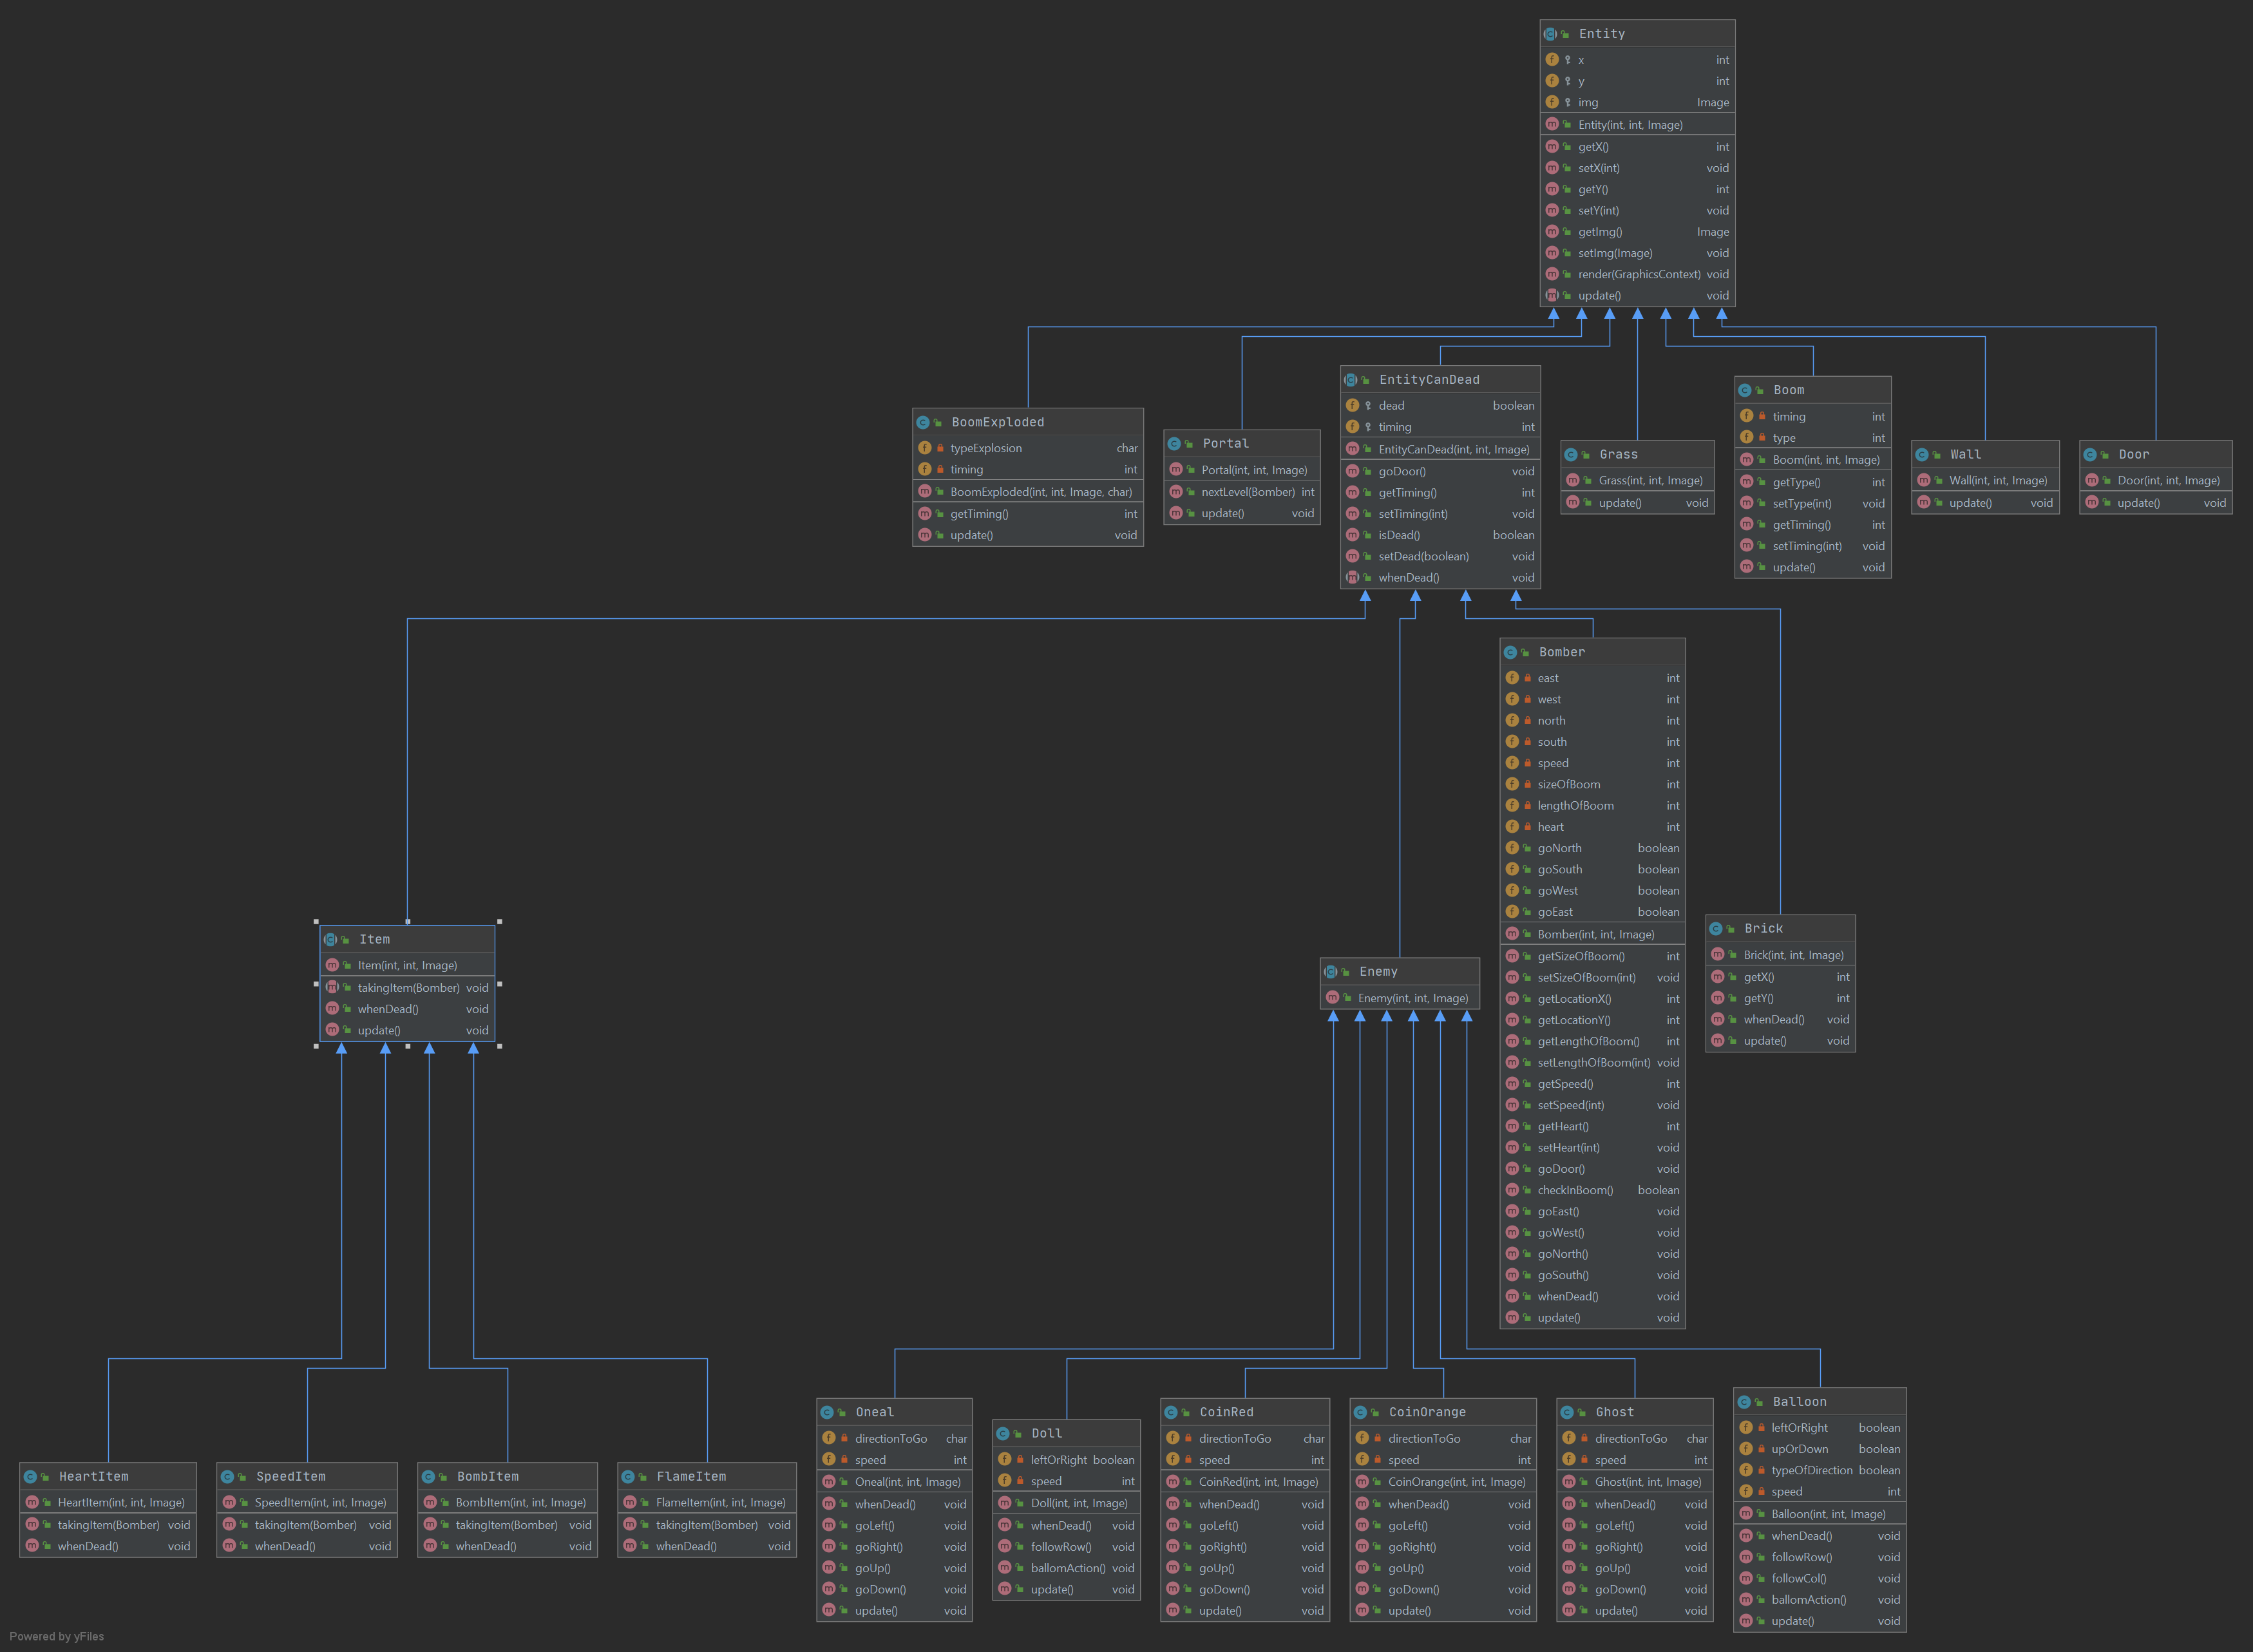 Entity
x int
y int
img Image
Entity(int, int, Image)
getX() int
setX(int) void
getY() int
setY(int) void
getImg() Image
setImg(Image) void
render(GraphicsContext) void
update() void
BoomExploded
typeExplosion char
timing int
BoomExploded(int, int, Image, char)
getTiming() int
update() void
Portal
Portal(int, int, Image)
nextLevel(Bomber) int
update() void
EntityCanDead
dead boolean
timing int
EntityCanDead(int, int, Image)
goDoor() void
getTiming() int
setTiming(int) void
isDead() boolean
setDead(boolean) void
whenDead() void
Grass
Grass(int, int, Image)
update() void
Boom
timing int
type int
Boom(int, int, Image)
getType() int
setType(int) void
getTiming() int
setTiming(int) void
update() void
Wall
Wall(int, int, Image)
update() void
Door
Door(int, int, Image)
update() void
Item
Item(int, int, Image)
takingItem(Bomber) void
whenDead() void
update() void
Enemy
Enemy(int, int, Image)
Bomber
east int
west int
north int
south int
speed int
sizeOfBoom int
lengthOfBoom int
heart int
goNorth boolean
goSouth boolean
goWest boolean
goEast boolean
Bomber(int, int, Image)
getSizeOfBoom() int
setSizeOfBoom(int) void
getLocationX() int
getLocationY() int
getLengthOfBoom() int
setLengthOfBoom(int) void
getSpeed() int
setSpeed(int) void
getHeart() int
setHeart(int) void
goDoor() void
checkInBoom() boolean
goEast() void
goWest() void
goNorth() void
goSouth() void
whenDead() void
update() void
Brick
Brick(int, int, Image)
getX() int
getY() int
whenDead() void
update() void
HeartItem
HeartItem(int, int, Image)
takingItem(Bomber) void
whenDead() void
SpeedItem
SpeedItem(int, int, Image)
takingItem(Bomber) void
whenDead() void
BombItem
BombItem(int, int, Image)
takingItem(Bomber) void
whenDead() void
FlameItem
FlameItem(int, int, Image)
takingItem(Bomber) void
whenDead() void
Oneal
directionToGo char
speed int
Oneal(int, int, Image)
whenDead() void
goLeft() void
goRight() void
goUp() void
goDown() void
update() void
Doll
leftOrRight boolean
speed int
Doll(int, int, Image)
whenDead() void
followRow() void
ballomAction() void
update() void
CoinRed
directionToGo char
speed int
CoinRed(int, int, Image)
whenDead() void
goLeft() void
goRight() void
goUp() void
goDown() void
update() void
CoinOrange
directionToGo char
speed int
CoinOrange(int, int, Image)
whenDead() void
goLeft() void
goRight() void
goUp() void
goDown() void
update() void
Ghost
directionToGo char
speed int
Ghost(int, int, Image)
whenDead() void
goLeft() void
goRight() void
goUp() void
goDown() void
update() void
Balloon
leftOrRight boolean
upOrDown boolean
typeOfDirection boolean
speed int
Balloon(int, int, Image)
whenDead() void
followRow() void
followCol() void
ballomAction() void
update() void
Powered by yFiles